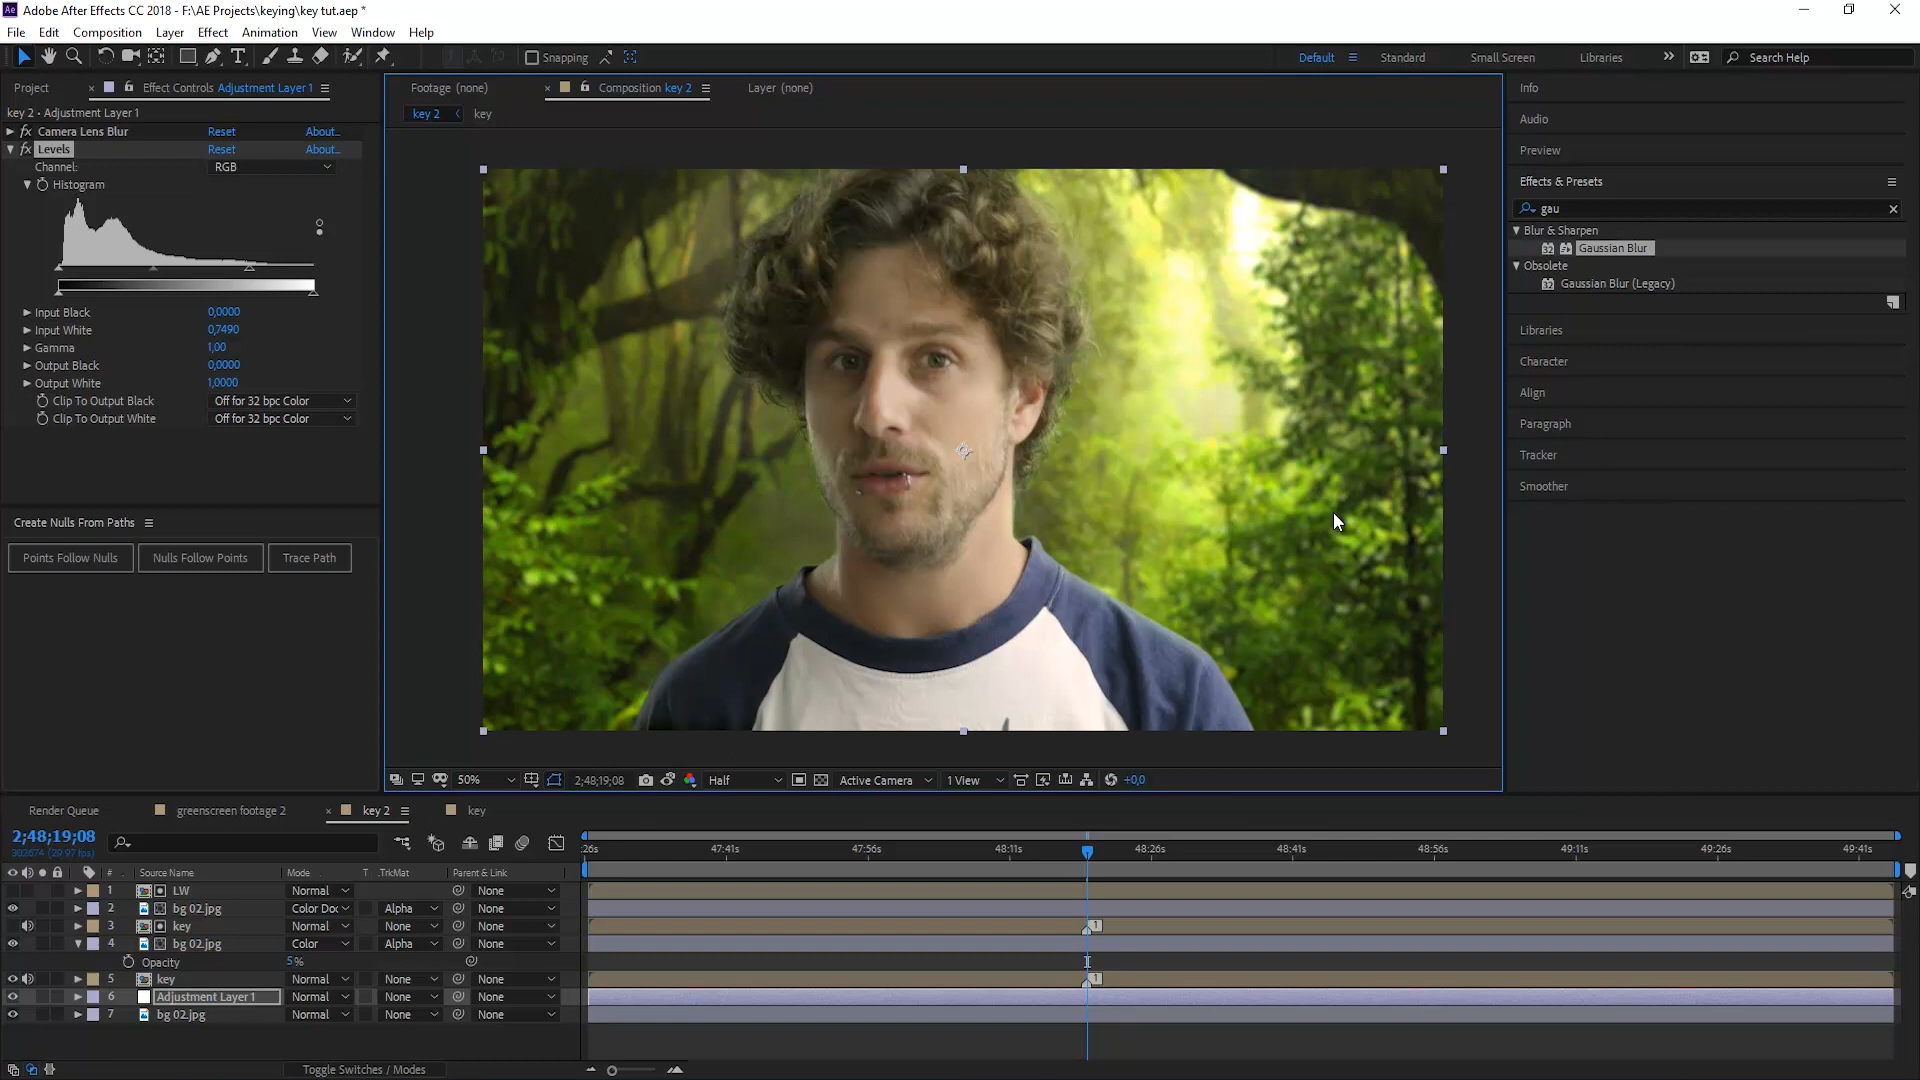 Adobe After Effects CC 2018 - F:\AE Projects\keying\key tut.aep *
File Edit Composition Layer Effect Animation View Window Help
Snapping Default Standard Small Screen Libraries Search Help
Project Effect Controls Adjustment Layer 1
key 2 • Adjustment Layer 1
fx Camera Lens Blur Reset About...
fx Levels Reset About...
Channel: RGB
Histogram
Input Black 0,0000
Input White 0,7490
Gamma 1,00
Output Black 0,0000
Output White 1,0000
Clip To Output Black Off for 32 bpc Color
Clip To Output White Off for 32 bpc Color
Create Nulls From Paths
Points Follow Nulls Nulls Follow Points Trace Path
Footage (none) Composition key 2 Layer (none)
key 2 key
50% 2;48;19;08 Half Active Camera 1 View +0,0
Info
Audio
Preview
Effects & Presets
gau
Blur & Sharpen
Gaussian Blur
Obsolete
Gaussian Blur (Legacy)
Libraries
Character
Align
Paragraph
Tracker
Smoother
Render Queue greenscreen footage 2 key 2 key
2;48;19;08
302674 (29.97 fps)
:26s 47:41s 47:56s 48:11s 48:26s 48:41s 48:56s 49:11s 49:26s 49:41s
# Source Name Mode T .TrkMat Parent & Link
1 LW Normal None
2 bg 02.jpg Color Do Alpha None
3 key Normal None None 1
4 bg 02.jpg Color Alpha None
Opacity 5%
5 key Normal None None 1
6 Adjustment Layer 1 Normal None None
7 bg 02.jpg Normal None None
Toggle Switches / Modes